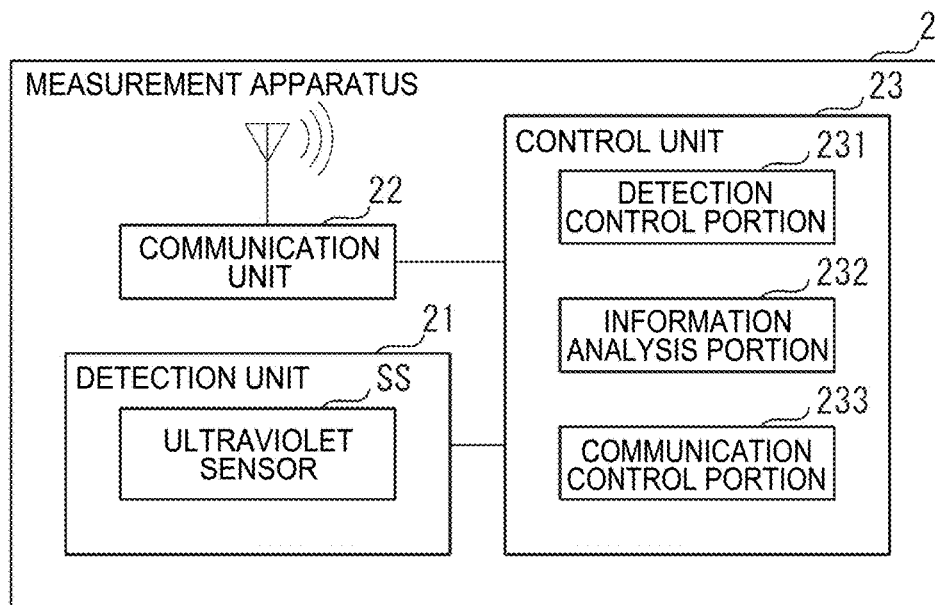 2
MEASUREMENT APPARATUS
23
CONTROL UNIT
231
DETECTION
CONTROL PORTION
22
COMMUNICATION
UNIT
232
INFORMATION
ANALYSIS PORTION
21
DETECTION UNIT
SS
ULTRAVIOLET
SENSOR
233
COMMUNICATION
CONTROL PORTION